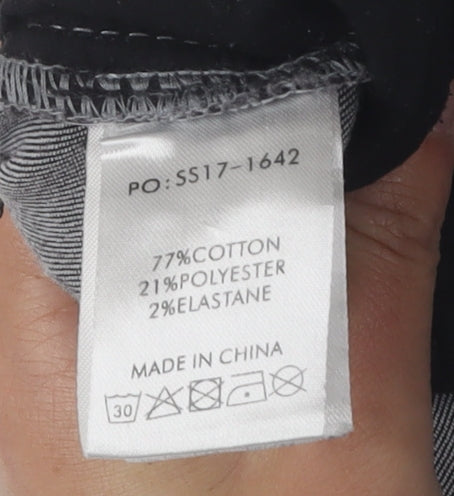 PO: SS17-1642
77%COTTON
21%POLYESTER
2%ELASTANE
MADE IN CHINA
30